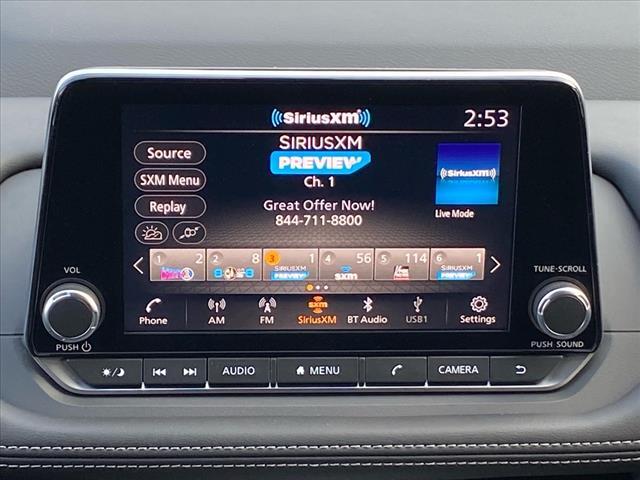 SiriusXM 2:53
Source SIRIUSXM
PREVIEW SiriusXM
SXM Menu Ch. 1
Replay Great Offer Now!
844-711-8800 Live Mode
1 2 2 8 3 1 4 56 5 114 6 1
SIRIUSXM PREVIEW sxm SIRIUSXM PREVIEW
VOL TUNE·SCROLL
Phone AM FM SiriusXM BT Audio USB1 Settings
PUSH PUSH SOUND
AUDIO MENU CAMERA